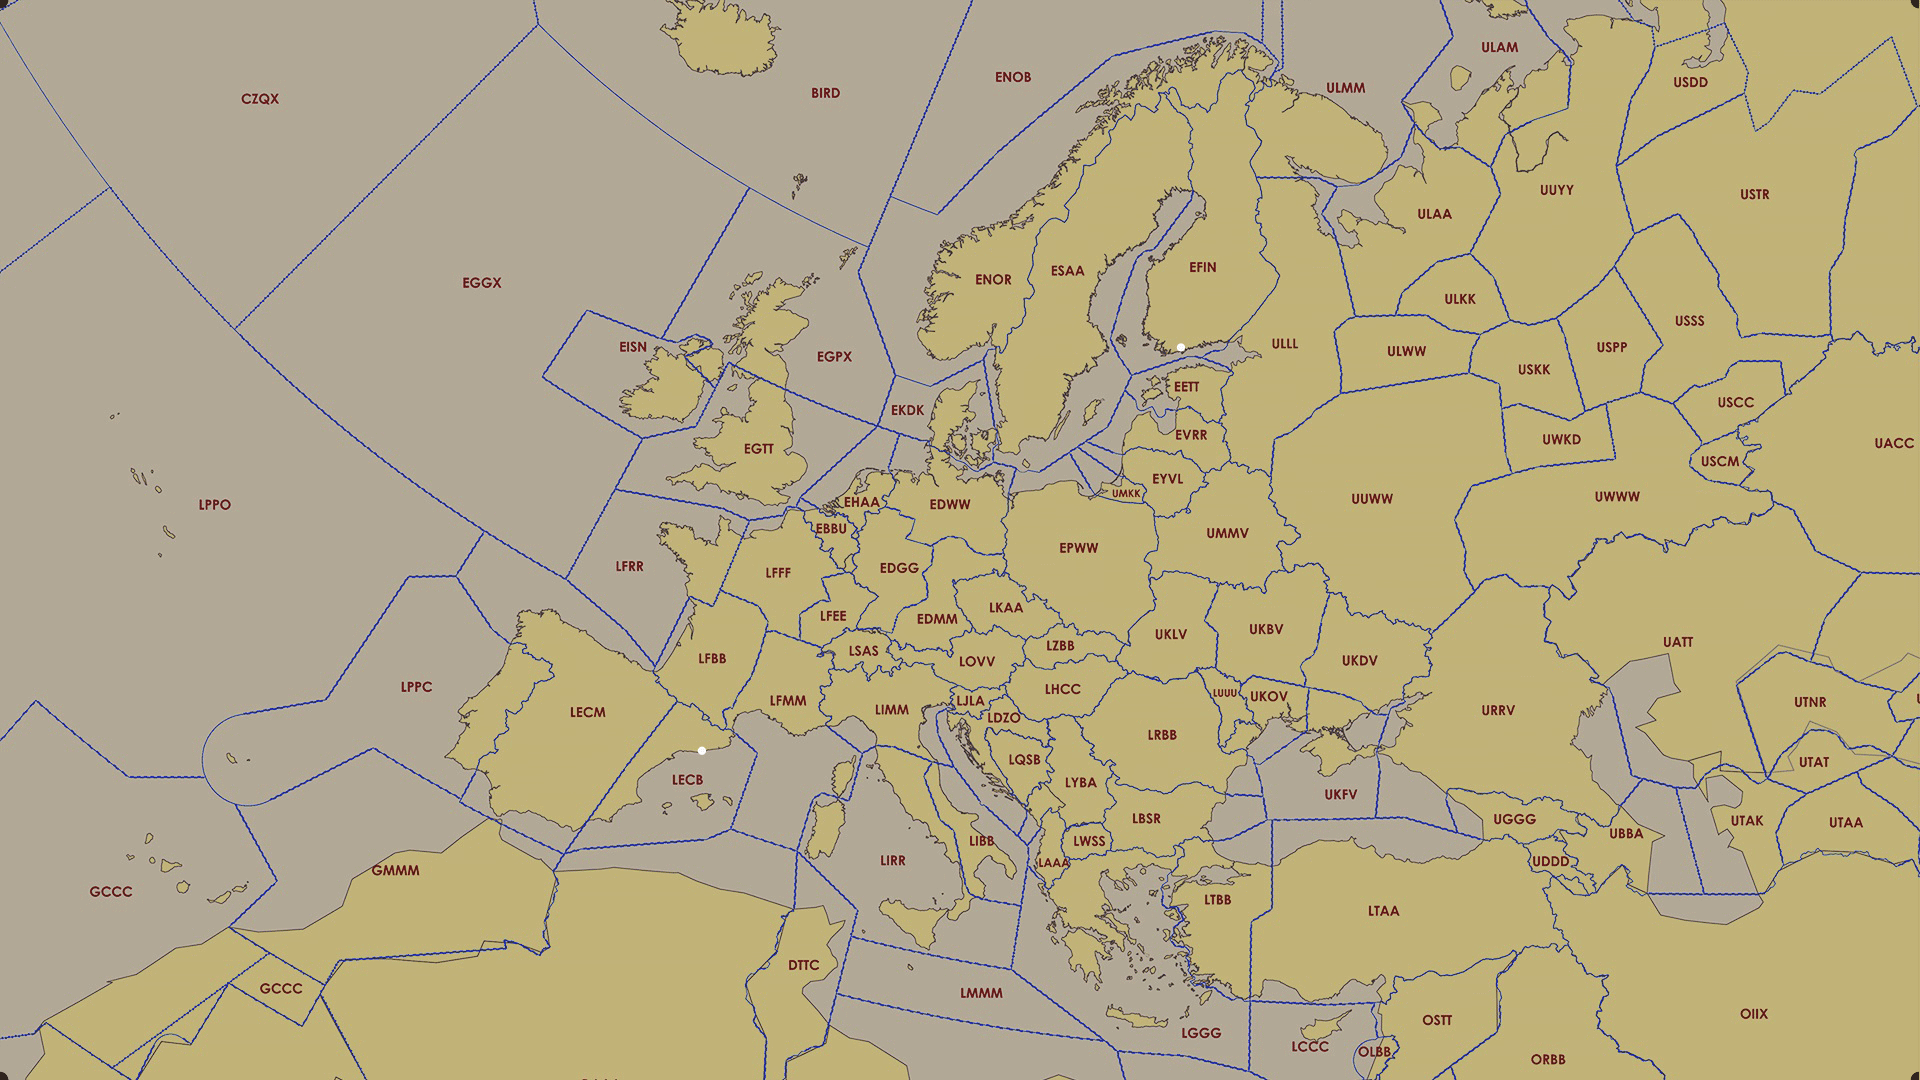 ULAM
ENOB
USDD
ULMM
BIRD
CZQX
UUYY
USTR
ULAA
EFIN
ESAA
ENOR
EGGX
ULKK
USSS
ULLL
EISN
USPP
ULWW
EGPX
USKK
EETT
USCC
EKDK
EVRR
UWKD
UACC
EGTT
USCM
EYVL
UMKK
UUWW
UWWW
EHAA
EDWW
LPPO
EBBU
UMMV
EPWW
LFRR
EDGG
LFFF
LKAA
LFEE
EDMM
UKBV
UKLV
UATT
LZBB
LSAS
LFBB
UKDV
LOVV
LPPC
LHCC
LUUU
UKOV
LFMM
LJLA
UTNR
LIMM
URRV
LECM
LDZO
LRBB
LQSB
UTAT
LECB
LYBA
UKFV
LBSR
UGGG
UTAK
UTAA
UBBA
LIBB
LWSS
LIRR
LAAA
UDDD
GMMM
GCCC
LTBB
LTAA
DTTC
GCCC
LMMM
OIIX
OSTT
LGGG
LCCC
OLBB
ORBB